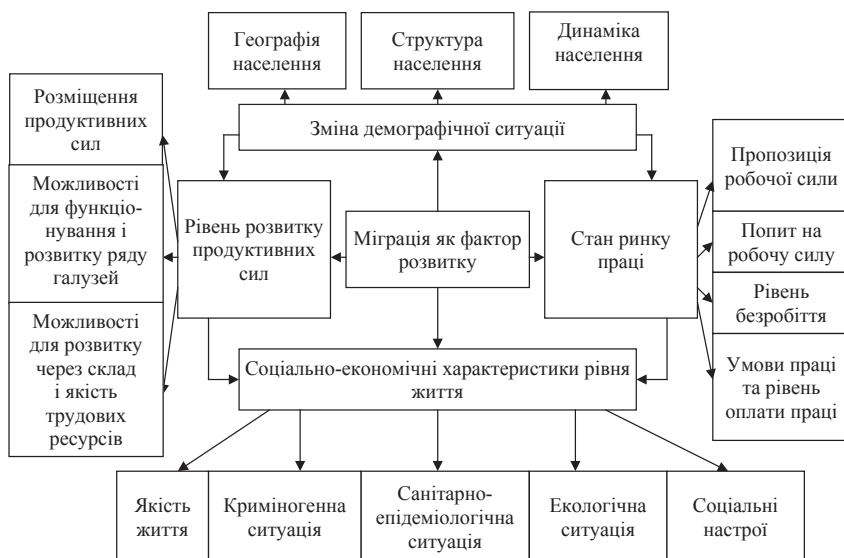 Географія
населення
Структура
населення
Динаміка
населення
Зміна демографічної ситуації
Розміщення
продуктивних
сил
Можливості
для функціо-
нування і
розвитку ряду
галузей
Можливості
для розвитку
через склад
і якість
трудових
ресурсів
Рівень розвитку
продуктивних
сил
Міграція як фактор
розвитку
Стан ринку
праці
Пропозиція
робочої сили
Попит на
робочу силу
Рівень
безробіття
Умови праці
та рівень
оплати праці
Соціально-економічні характеристики рівня
життя
Якість
життя
Криміногенна
ситуація
Санітарно-
епідеміологічна
ситуація
Екологічна
ситуація
Соціальні
настрої